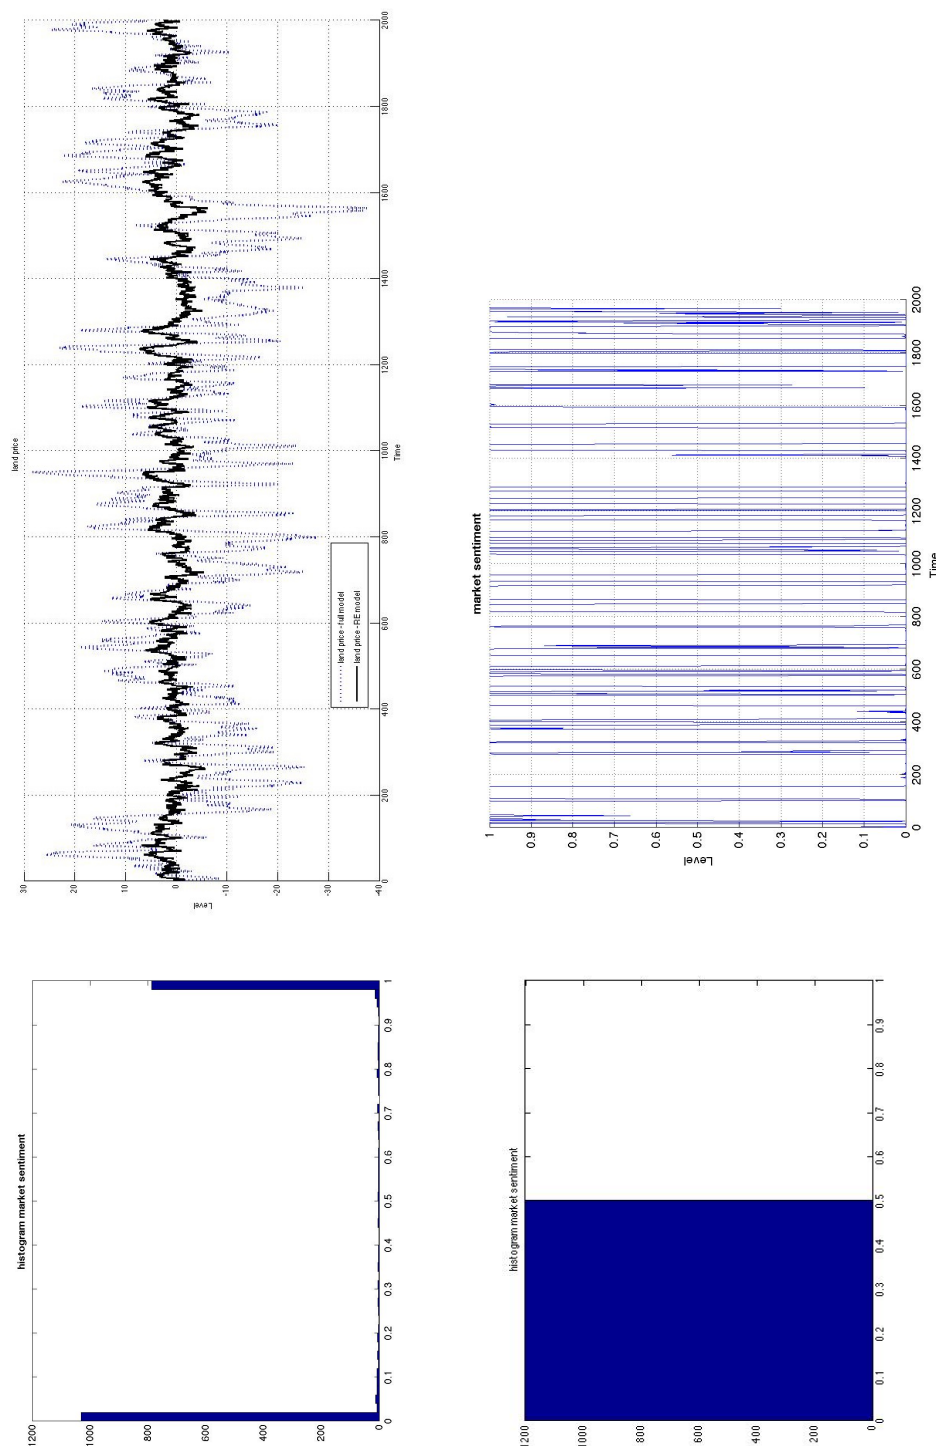 histogram market sentiment
1200
1000
800
600
400
200
0
0 0.1 0.2 0.3 0.4 0.5 0.6 0.7 0.8 0.9 1
land price
30
20
10
0
-10
-20
-30
-40
Level
land price - full model
land price - RE model
0 200 400 600 800 1000 1200 1400 1600 1800 2000
Time
histogram market sentiment
1200
1000
800
600
400
200
0
0 0.1 0.2 0.3 0.4 0.5 0.6 0.7 0.8 0.9 1
market sentiment
1
0.9
0.8
0.7
0.6
0.5
0.4
0.3
0.2
0.1
0
Level
0 200 400 600 800 1000 1200 1400 1600 1800 2000
Time